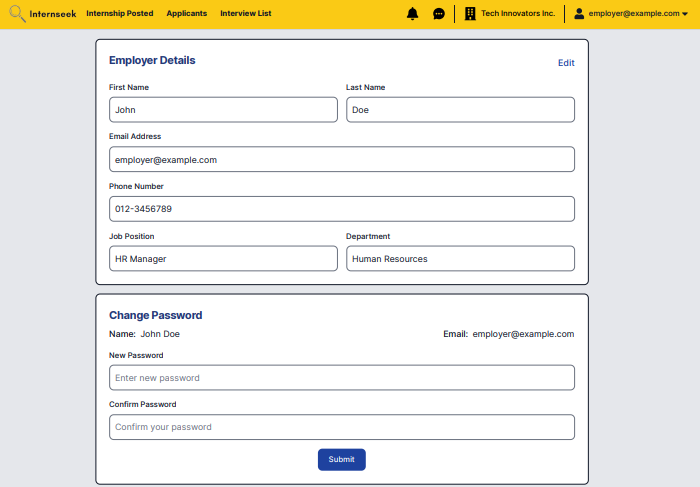 Internseek Internship Posted Applicants Interview List Tech Innovators Inc. employer@example.com
Employer Details Edit
First Name Last Name
John Doe
Email Address
employer@example.com
Phone Number
012-3456789
Job Position Department
HR Manager Human Resources
Change Password
Name: John Doe Email: employer@example.com
New Password
Enter new password
Confirm Password
Confirm your password
Submit